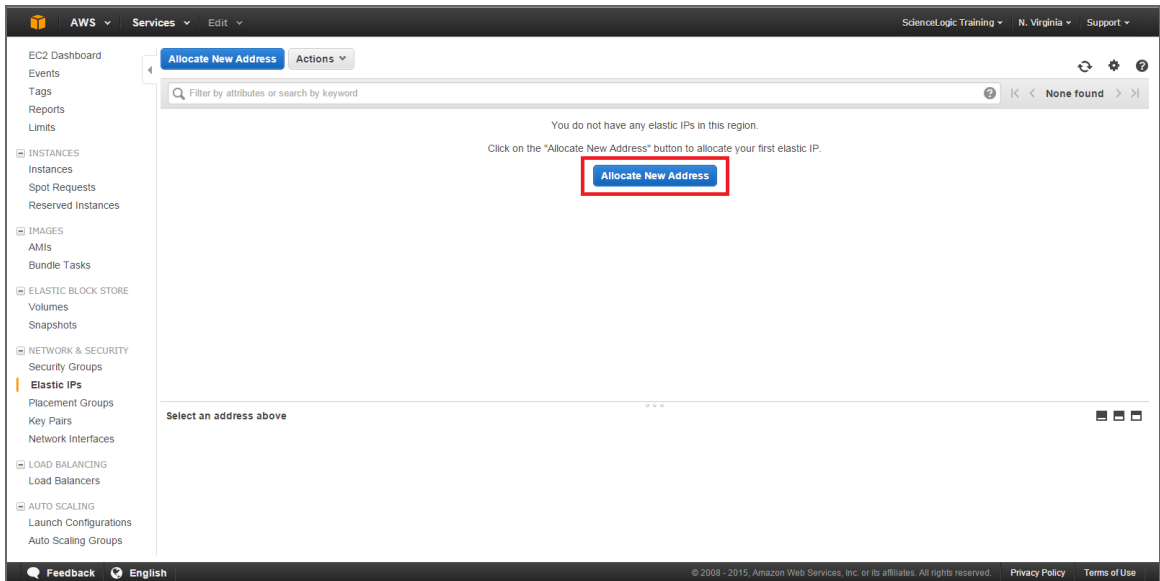 AWS Services Edit ScienceLogic Training N. Virginia Support
EC2 Dashboard
Events
Tags
Reports
Limits
INSTANCES
Instances
Spot Requests
Reserved Instances
IMAGES
AMIs
Bundle Tasks
ELASTIC BLOCK STORE
Volumes
Snapshots
NETWORK & SECURITY
Security Groups
Elastic IPs
Placement Groups
Key Pairs
Network Interfaces
LOAD BALANCING
Load Balancers
AUTO SCALING
Launch Configurations
Auto Scaling Groups
Allocate New Address Actions
Filter by attributes or search by keyword None found
You do not have any elastic IPs in this region.
Click on the "Allocate New Address" button to allocate your first elastic IP.
Allocate New Address
Select an address above
Feedback English © 2008 - 2015, Amazon Web Services, Inc. or its affiliates. All rights reserved. Privacy Policy Terms of Use